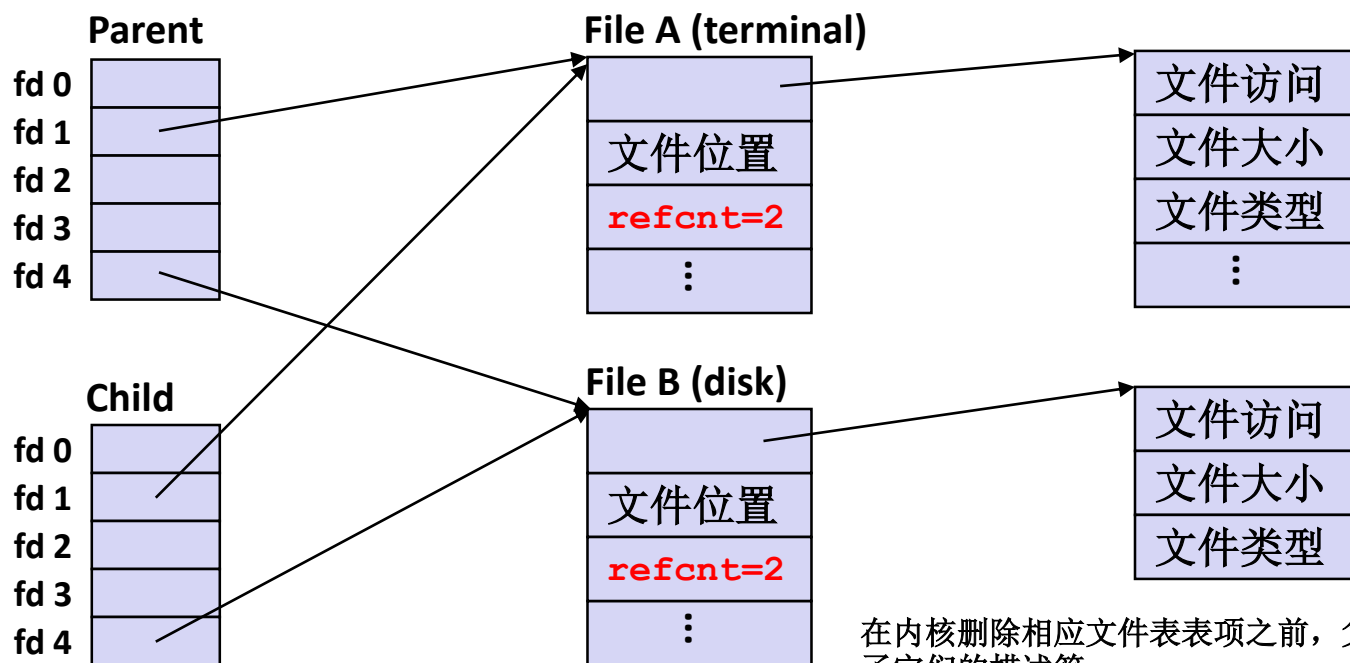 Parent
fd 0
fd 1
fd 2
fd 3
fd 4
File A (terminal)
文件位置
refcnt=2
⋮
文件访问
文件大小
文件类型
⋮
Child
fd 0
fd 1
fd 2
fd 3
fd 4
File B (disk)
文件位置
refcnt=2
⋮
文件访问
文件大小
文件类型
在内核删除相应文件表表项之前，